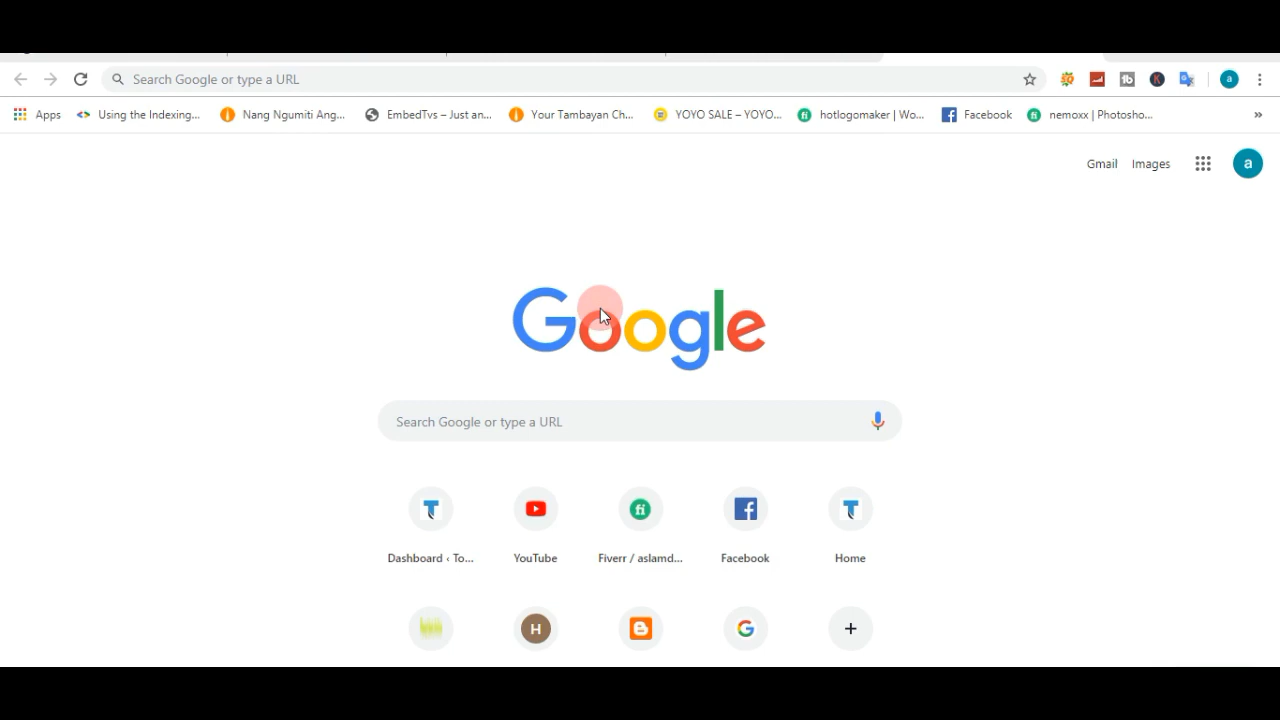 Search Google or type a URL
a
Apps Using the Indexing... Nang Ngumiti Ang... EmbedTvs – Just an... Your Tambayan Ch... YOYO SALE – YOYO... fi hotlogomaker | Wo... Facebook fi nemoxx | Photosho... »
Gmail Images a
Google
Search Google or type a URL
Dashboard ‹ To... YouTube Fiverr / aslamd... Facebook Home
H